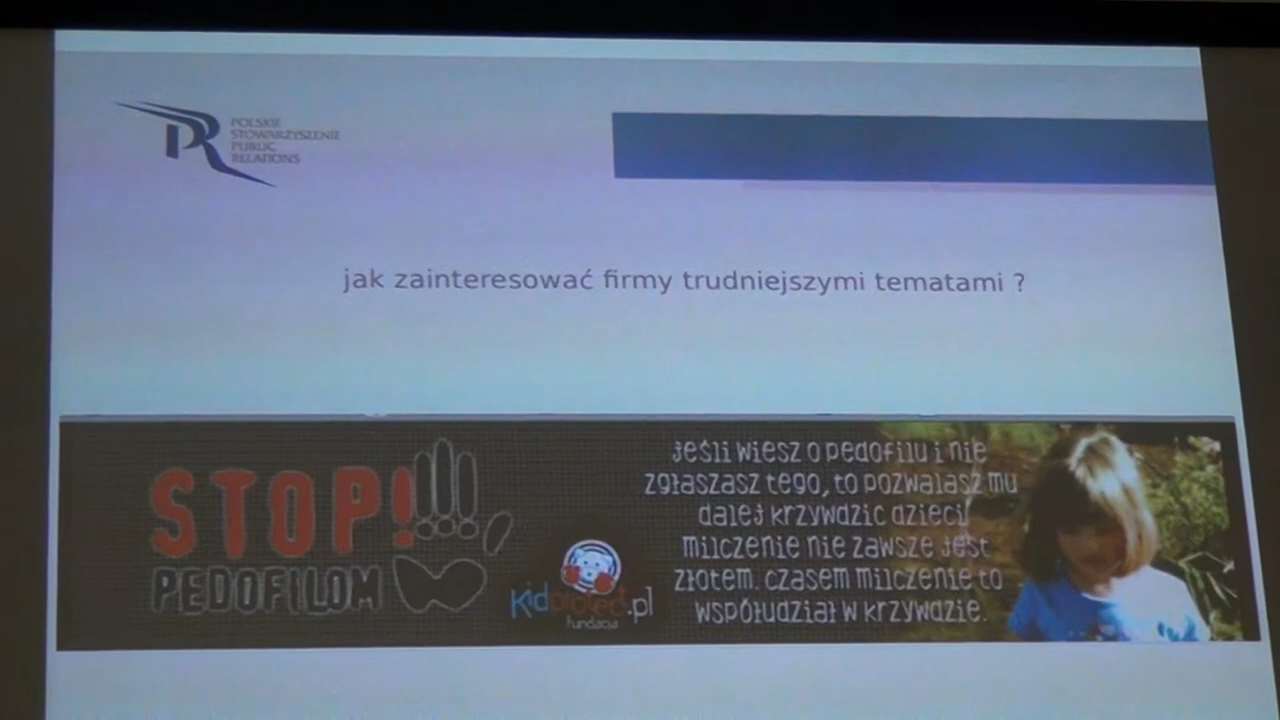 POLSKIE
STOWARZYSZENIE
PUBLIC
RELATIONS
jak zainteresować firmy trudniejszymi tematami ?
STOP!
PEDOFILOM
kidprotect.pl
fundacja
Jeśli wiesz o pedofilu i nie
zgłaszasz tego, to pozwalasz mu
dalej krzywdzic dzieci
milczenie nie zawsze jest
złotem. czasem milczenie to
współudział w krzywdzie.